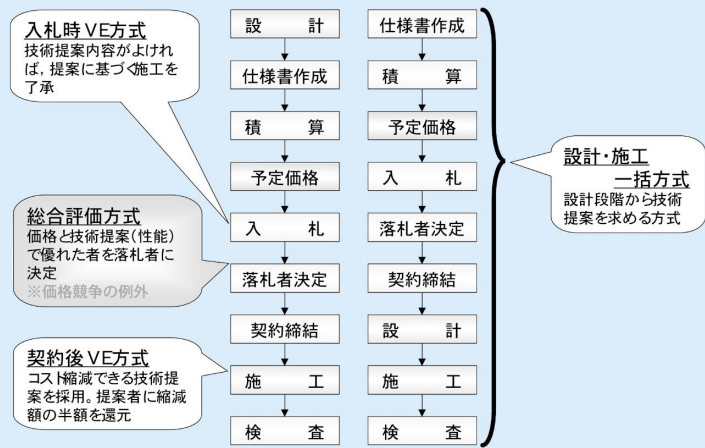 入札時VE方式
技術提案内容がよけれ
ば，提案に基づく施工を
了承
総合評価方式
価格と技術提案（性能）
で優れた者を落札者に
決定
※価格競争の例外
契約後VE方式
コスト縮減できる技術提
案を採用。提案者に縮減
額の半額を還元
設　計
仕様書作成
積　算
予定価格
入　札
落札者決定
契約締結
施　工
検　査
仕様書作成
積　算
予定価格
入　札
落札者決定
契約締結
設　計
施　工
検　査
設計・施工
一括方式
設計段階から技術
提案を求める方式